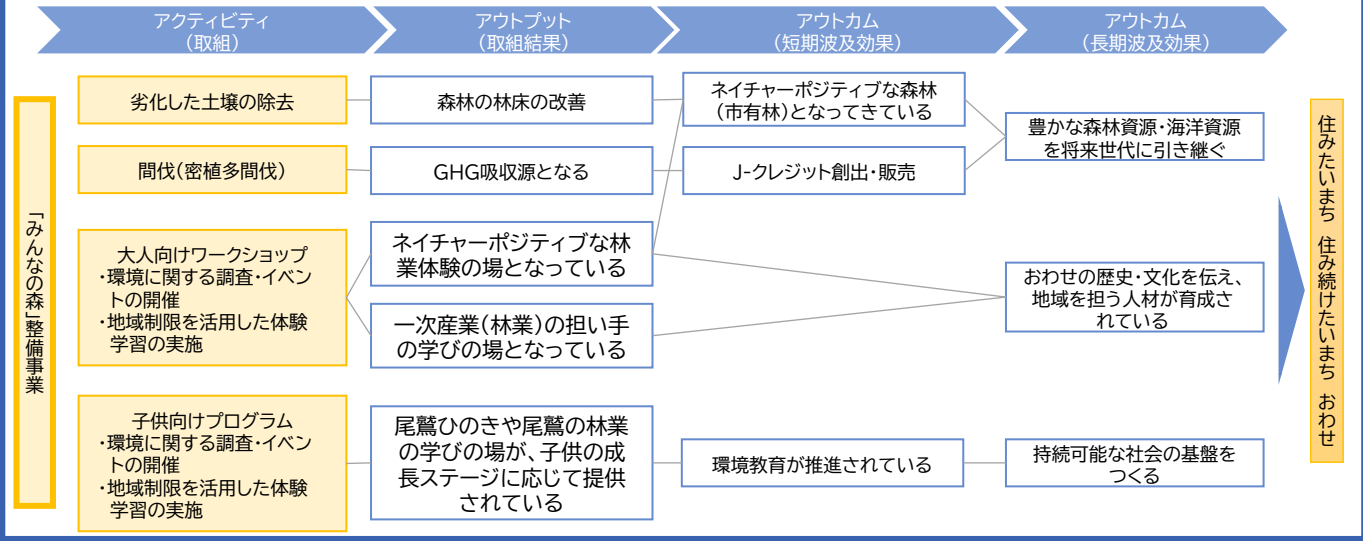 アクティビティ
（取組）
アウトプット
（取組結果）
アウトカム
（短期波及効果）
アウトカム
（長期波及効果）
「みんなの森」整備事業
劣化した土壌の除去
森林の林床の改善
ネイチャーポジティブな森林
（市有林）となってきている
豊かな森林資源・海洋資源
を将来世代に引き継ぐ
間伐（密植多間伐）
GHG吸収源となる
J-クレジット創出・販売
大人向けワークショップ
・環境に関する調査・イベン
トの開催
・地域制限を活用した体験
学習の実施
ネイチャーポジティブな林
業体験の場となっている
一次産業（林業）の担い手
の学びの場となっている
おわせの歴史・文化を伝え、
地域を担う人材が育成さ
れている
子供向けプログラム
・環境に関する調査・イベン
トの開催
・地域制限を活用した体験
学習の実施
尾鷲ひのきや尾鷲の林業
の学びの場が、子供の成
長ステージに応じて提供
されている
環境教育が推進されている
持続可能な社会の基盤を
つくる
住みたいまち 住み続けたいまち おわせ